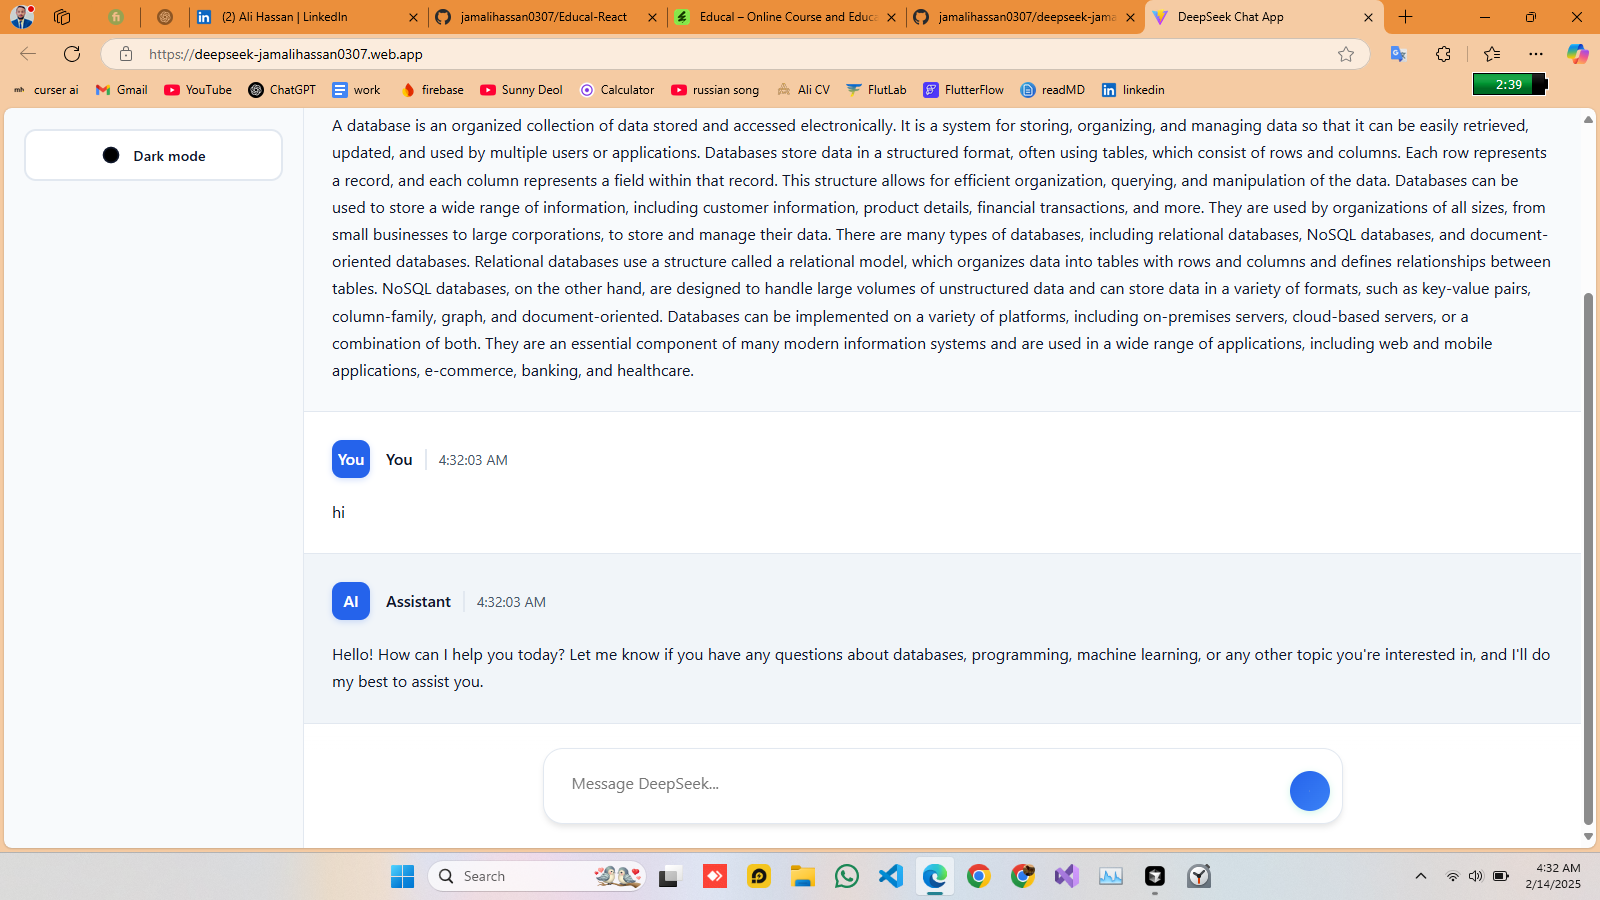 (2) Ali Hassan | LinkedIn
jamalihassan0307/Educal-React
Educal – Online Course and Educa
jamalihassan0307/deepseek-jama
DeepSeek Chat App
https://deepseek-jamalihassan0307.web.app
curser ai
Gmail
YouTube
ChatGPT
work
firebase
Sunny Deol
Calculator
russian song
Ali CV
FlutLab
FlutterFlow
readMD
linkedin
2:39
Dark mode
A database is an organized collection of data stored and accessed electronically. It is a system for storing, organizing, and managing data so that it can be easily retrieved,
updated, and used by multiple users or applications. Databases store data in a structured format, often using tables, which consist of rows and columns. Each row represents
a record, and each column represents a field within that record. This structure allows for efficient organization, querying, and manipulation of the data. Databases can be
used to store a wide range of information, including customer information, product details, financial transactions, and more. They are used by organizations of all sizes, from
small businesses to large corporations, to store and manage their data. There are many types of databases, including relational databases, NoSQL databases, and document-
oriented databases. Relational databases use a structure called a relational model, which organizes data into tables with rows and columns and defines relationships between
tables. NoSQL databases, on the other hand, are designed to handle large volumes of unstructured data and can store data in a variety of formats, such as key-value pairs,
column-family, graph, and document-oriented. Databases can be implemented on a variety of platforms, including on-premises servers, cloud-based servers, or a
combination of both. They are an essential component of many modern information systems and are used in a wide range of applications, including web and mobile
applications, e-commerce, banking, and healthcare.
You You 4:32:03 AM
hi
AI Assistant 4:32:03 AM
Hello! How can I help you today? Let me know if you have any questions about databases, programming, machine learning, or any other topic you're interested in, and I'll do
my best to assist you.
Message DeepSeek...
Search
4:32 AM
2/14/2025